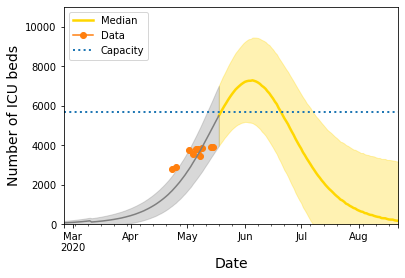 Median
Data
Capacity
Number of ICU beds
10000
8000
6000
4000
2000
0
Mar Apr May Jun Jul Aug
2020
Date